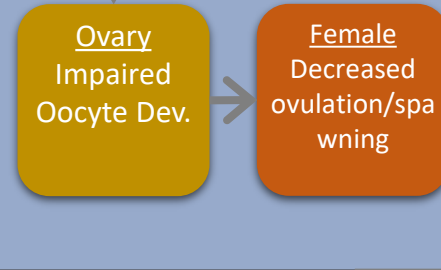 Ovary
Impaired
Oocyte Dev.
Female
Decreased
ovulation/spa
wning